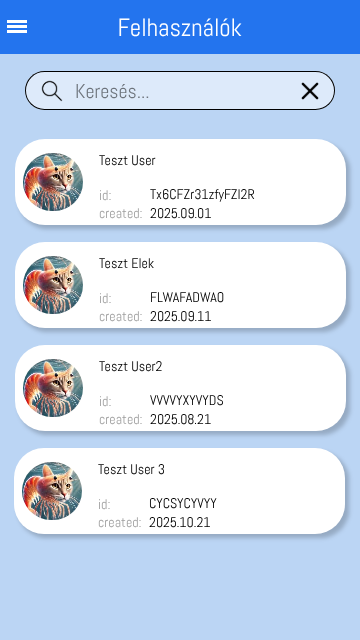 Felhasználók
Keresés...
Teszt User
id: Tx6CFZr31zfyFZI2R
created: 2025.09.01
Teszt Elek
id: FLWAFADWAO
created: 2025.09.11
Teszt User2
id: VVVYXYVYDS
created: 2025.08.21
Teszt User 3
id: CYCSYCYVYY
created: 2025.10.21